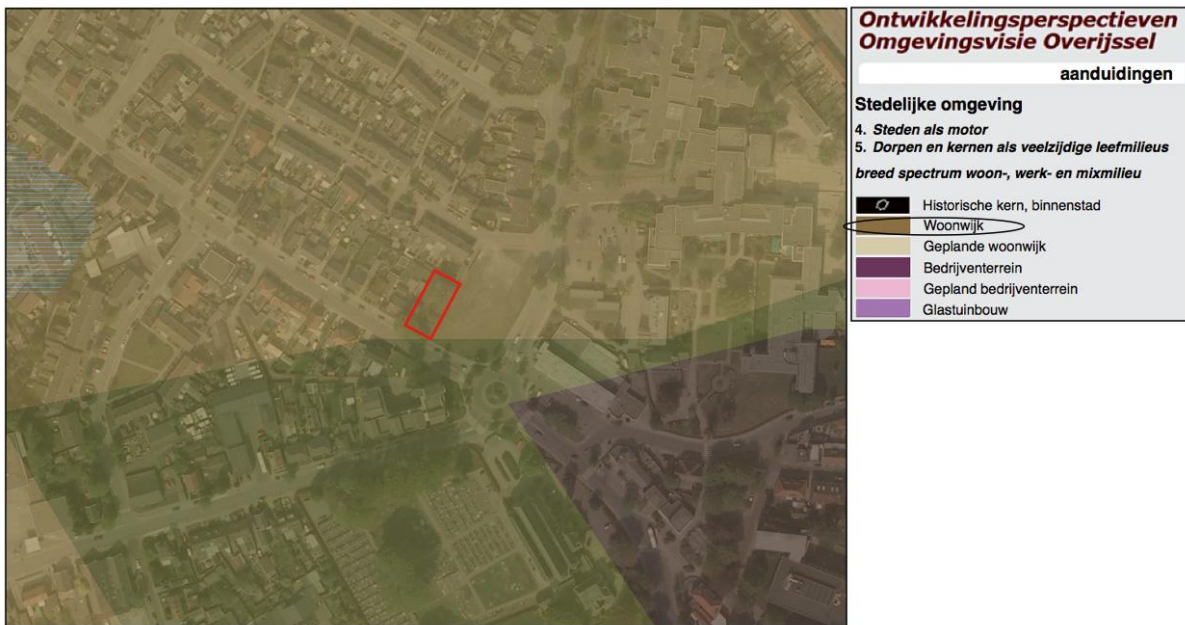 Ontwikkelingsperspectieven
Omgevingsvisie Overijssel
aanduidingen
Stedelijke omgeving
4. Steden als motor
5. Dorpen en kernen als veelzijdige leefmilieus
breed spectrum woon-, werk- en mixmilieu
Historische kern, binnenstad
Woonwijk
Geplande woonwijk
Bedrijventerrein
Gepland bedrijventerrein
Glastuinbouw